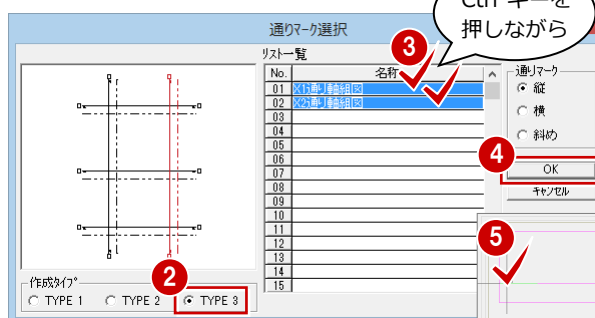 Ctrl キーを
押しながら
通りマーク選択
リスト一覧
3
No. 名称
01 X1通り軸組図
02 X2通り軸組図
03
04
05
06
07
08
09
10
11
12
13
14
15
通りマーク
縦
横
斜め
4
OK
キャンセル
5
2
作成タイプ
TYPE 1 TYPE 2 TYPE 3